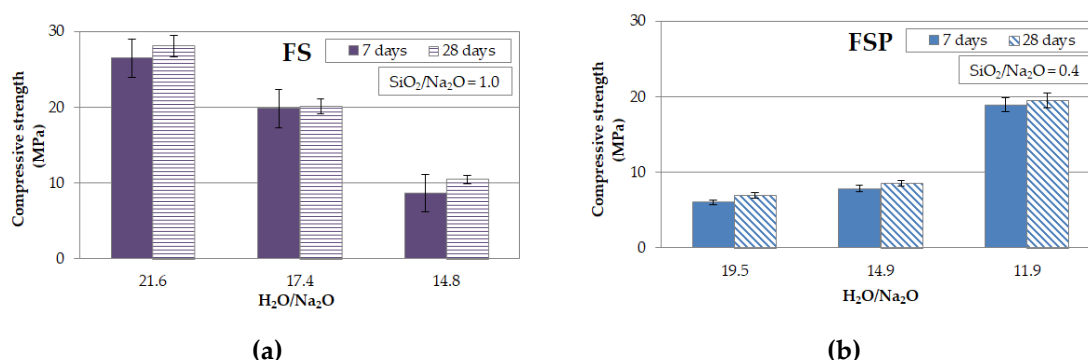 30
20
10
0
Compressive strength
(MPa)
FS
7 days
28 days
SiO₂/Na₂O = 1.0
21.6
17.4
14.8
H₂O/Na₂O
(a)
30
20
10
0
Compressive strength
(MPa)
FSP
7 days
28 days
SiO₂/Na₂O = 0.4
19.5
14.9
11.9
H₂O/Na₂O
(b)